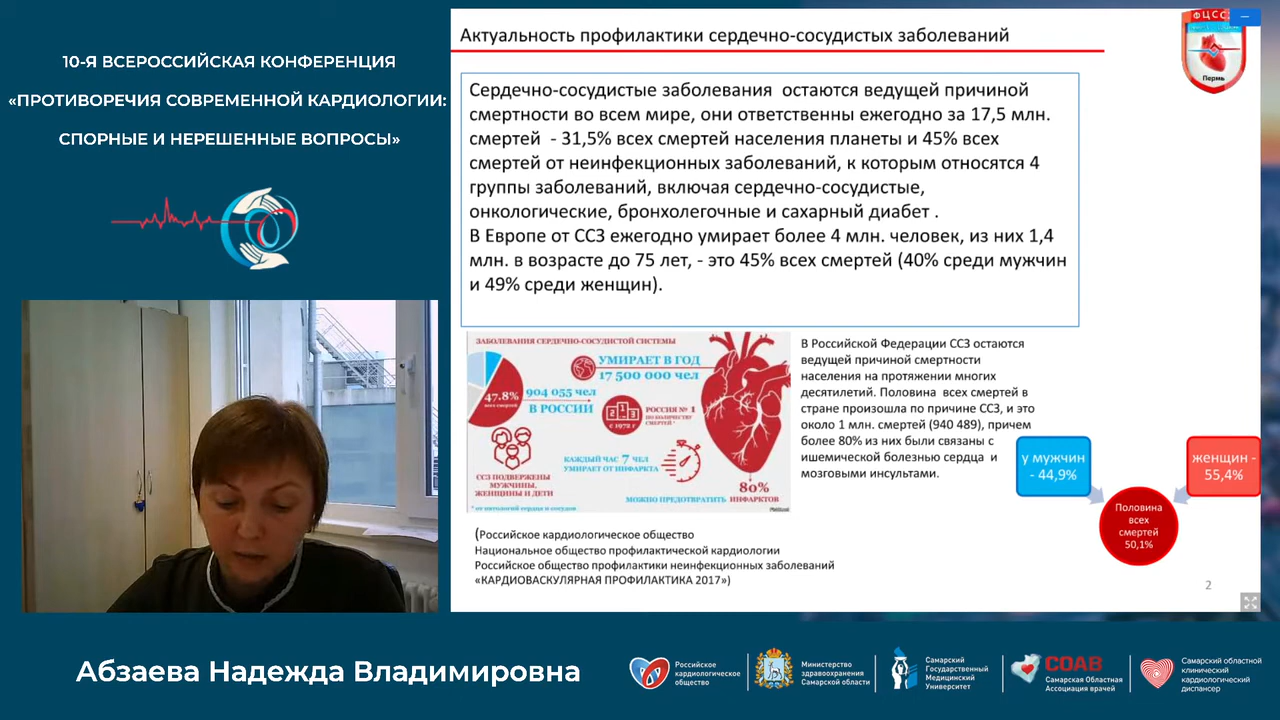 10-Я ВСЕРОССИЙСКАЯ КОНФЕРЕНЦИЯ
«ПРОТИВОРЕЧИЯ СОВРЕМЕННОЙ КАРДИОЛОГИИ:
СПОРНЫЕ И НЕРЕШЕННЫЕ ВОПРОСЫ»
Актуальность профилактики сердечно-сосудистых заболеваний
ФЦСС
Пермь
Сердечно-сосудистые заболевания остаются ведущей причиной
смертности во всем мире, они ответственны ежегодно за 17,5 млн.
смертей - 31,5% всех смертей населения планеты и 45% всех
смертей от неинфекционных заболеваний, к которым относятся 4
группы заболеваний, включая сердечно-сосудистые,
онкологические, бронхолегочные и сахарный диабет .
В Европе от ССЗ ежегодно умирает более 4 млн. человек, из них 1,4
млн. в возрасте до 75 лет, - это 45% всех смертей (40% среди мужчин
и 49% среди женщин).
ЗАБОЛЕВАНИЯ СЕРДЕЧНО-СОСУДИСТОЙ СИСТЕМЫ
УМИРАЕТ В ГОД
17 500 000 ЧЕЛ
47.8%
всех смертей
904 055 ЧЕЛ
В РОССИИ
РОССИЯ № 1
ПО КОЛИЧЕСТВУ
СМЕРТЕЙ *
с 1972 г
КАЖДЫЙ ЧАС 7 ЧЕЛ
УМИРАЕТ ОТ ИНФАРКТА
ССЗ ПОДВЕРЖЕНЫ
МУЖЧИНЫ,
ЖЕНЩИНЫ И ДЕТИ
80%
МОЖНО ПРЕДОТВРАТИТЬ ИНФАРКТОВ
* от патологий сердца и сосудов
В Российской Федерации ССЗ остаются
ведущей причиной смертности
населения на протяжении многих
десятилетий. Половина всех смертей в
стране произошла по причине ССЗ, и это
около 1 млн. смертей (940 489), причем
более 80% из них были связаны с
ишемической болезнью сердца и
мозговыми инсультами.
у мужчин
- 44,9%
женщин -
55,4%
Половина
всех
смертей
50,1%
(Российское кардиологическое общество
Национальное общество профилактической кардиологии
Российское общество профилактики неинфекционных заболеваний
«КАРДИОВАСКУЛЯРНАЯ ПРОФИЛАКТИКА 2017»)
2
Абзаева Надежда Владимировна
Российское
кардиологическое
общество
Министерство
здравоохранения
Самарской области
Самарский
Государственный
Медицинский
Университет
СОАВ
Самарская Областная
Ассоциация врачей
Самарский областной
клинический
кардиологический
диспансер